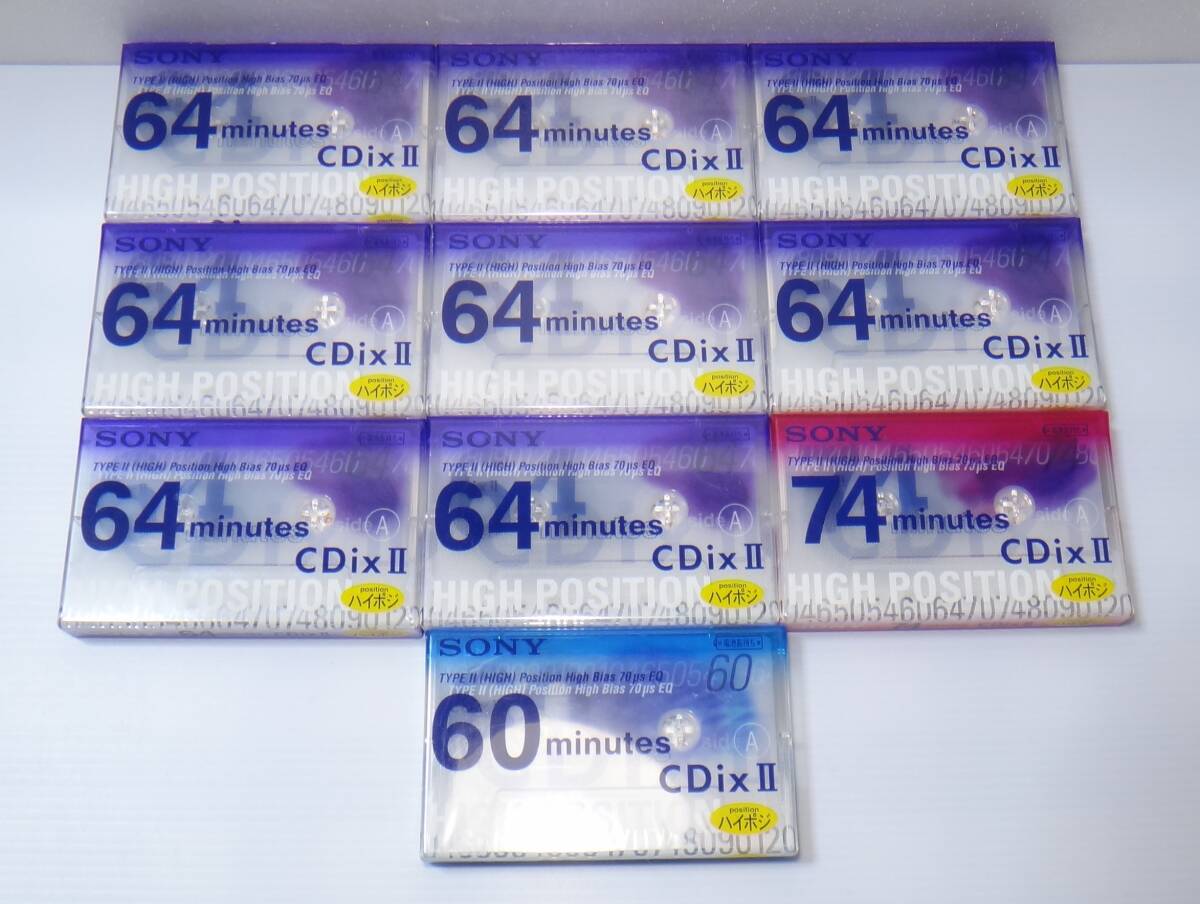 SONY
TYPE II (HIGH) Position High Bias 70µs EQ
64 minutes
CDix II
HIGH POSITION
position
ハイポジ
SONY
TYPE II (HIGH) Position High Bias 70µs EQ
64 minutes
CDix II
HIGH POSITION
position
ハイポジ
SONY
TYPE II (HIGH) Position High Bias 70µs EQ
64 minutes
CDix II
HIGH POSITION
position
ハイポジ
SONY
TYPE II (HIGH) Position High Bias 70µs EQ
64 minutes
A
CDix II
HIGH POSITION
position
ハイポジ
SONY
TYPE II (HIGH) Position High Bias 70µs EQ
64 minutes
A
CDix II
HIGH POSITION
position
ハイポジ
SONY
TYPE II (HIGH) Position High Bias 70µs EQ
64 minutes
A
CDix II
HIGH POSITION
position
ハイポジ
SONY
TYPE II (HIGH) Position High Bias 70µs EQ
64 minutes
side A
CDix II
HIGH POSITION
position
ハイポジ
SONY
TYPE II (HIGH) Position High Bias 70µs EQ
64 minutes
side A
CDix II
HIGH POSITION
position
ハイポジ
SONY
TYPE II (HIGH) Position High Bias 70µs EQ
74 minutes
side A
CDix II
HIGH POSITION
position
ハイポジ
SONY
TYPE II (HIGH) Position High Bias 70µs EQ
60
60 minutes
side A
CDix II
HIGH POSITION
position
ハイポジ